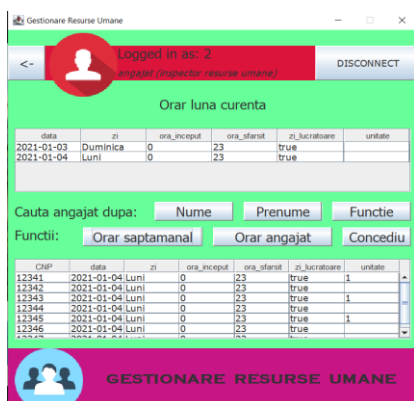 Gestionare Resurse Umane
<-
Logged in as: 2
angajat (inspector resurse umane)
DISCONNECT
Orar luna curenta
data zi ora_inceput ora_sfarsit zi_lucratoare unitate
2021-01-03 Duminica 0 23 true
2021-01-04 Luni 0 23 true
Cauta angajat dupa: Nume Prenume Functie
Functii: Orar saptamanal Orar angajat Concediu
CNP data zi ora_inceput ora_sfarsit zi_lucratoare unitate
12341 2021-01-04 Luni 0 23 true 1
12342 2021-01-04 Luni 0 23 true
12343 2021-01-04 Luni 0 23 true 1
12344 2021-01-04 Luni 0 23 true
12345 2021-01-04 Luni 0 23 true 1
12346 2021-01-04 Luni 0 23 true
GESTIONARE RESURSE UMANE